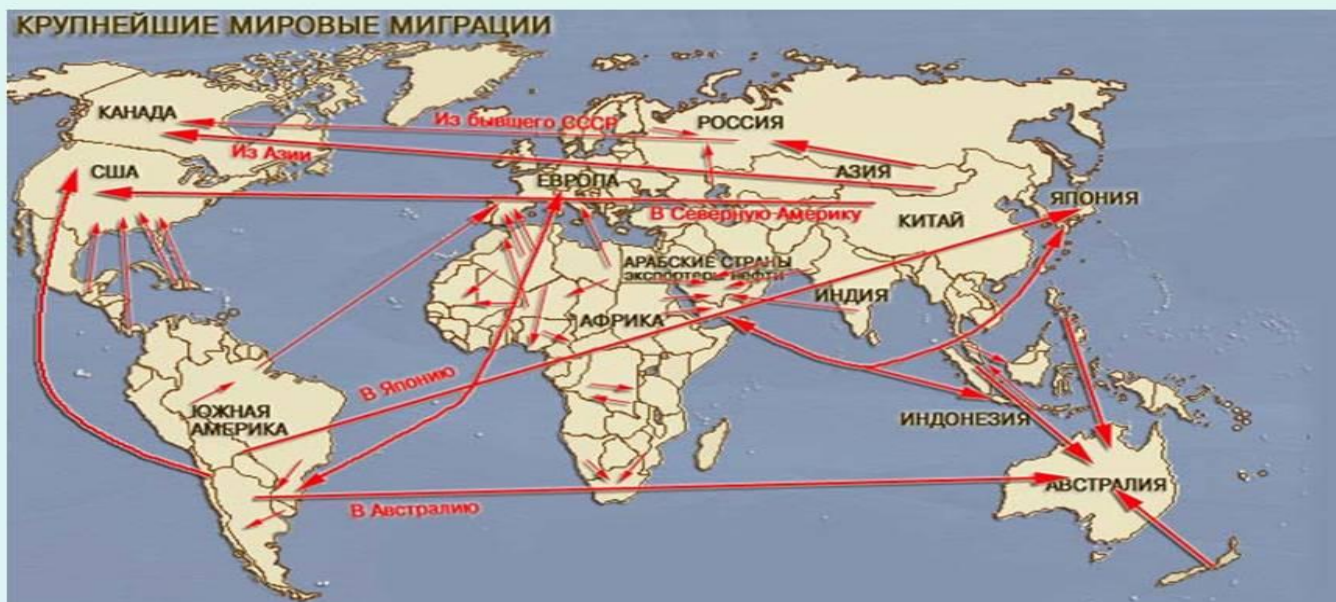 КРУПНЕЙШИЕ МИРОВЫЕ МИГРАЦИИ
КАНАДА
Из бывшего СССР
РОССИЯ
Из Азии
США
ЕВРОПА
АЗИЯ
В Северную Америку
КИТАЙ
ЯПОНИЯ
АРАБСКИЕ СТРАНЫ
экспортеры нефти
ИНДИЯ
АФРИКА
В Японию
ЮЖНАЯ
АМЕРИКА
ИНДОНЕЗИЯ
АВСТРАЛИЯ
В Австралию